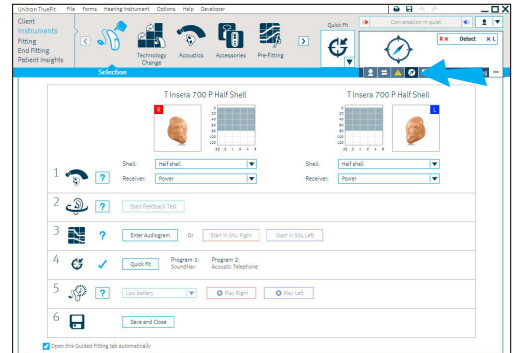 Unitron TrueFit File Forms Hearing Instrument Options Help Developer
Client
Instruments
Fitting
End Fitting
Patient Insights
Technology Change
Acoustics
Accessories
Pre-Fitting
Quick Fit
Conversation in quiet
R X Detect X L
Selection
T Insera 700 P Half Shell T Insera 700 P Half Shell
R L
Shell: Half shell Shell: Half shell
Receiver: Power Receiver: Power
1 ?
2 ? Start Feedback Test
3 ? Enter Audiogram Or Start in Situ Right Start in Situ Left
4 Quick Fit Program 1: Program 2:
SoundNav Acoustic Telephone
5 ? Low battery Play Right Play Left
6 Save and Close
Open this Guided Fitting tab automatically